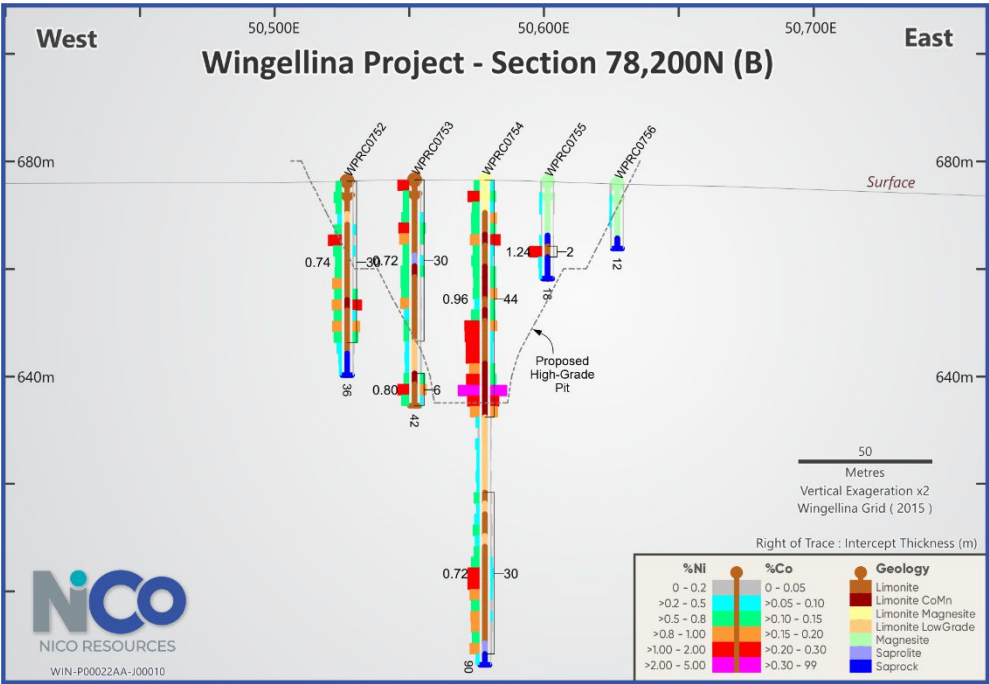 50,500E
50,600E
50,700E
West
East
Wingellina Project - Section 78,200N (B)
WPRC0752
WPRC0753
WPRC0754
WPRC0755
WPRC0756
680m
680m
Surface
1.24
2
0.74
30
0.72
30
12
18
0.96
44
Proposed
High-Grade
Pit
640m
640m
36
0.80
6
42
50
Metres
Vertical Exageration x2
Wingellina Grid ( 2015 )
Right of Trace : Intercept Thickness (m)
0.72
30
90
%Ni
%Co
Geology
0 - 0.2
0 - 0.05
Limonite
>0.2 - 0.5
>0.05 - 0.10
Limonite CoMn
>0.5 - 0.8
>0.10 - 0.15
Limonite Magnesite
>0.8 - 1.00
>0.15 - 0.20
Limonite LowGrade
>1.00 - 2.00
>0.20 - 0.30
Magnesite
>2.00 - 5.00
>0.30 - 99
Saprolite
Saprock
NiCo
NICO RESOURCES
WIN-P00022AA-J00010